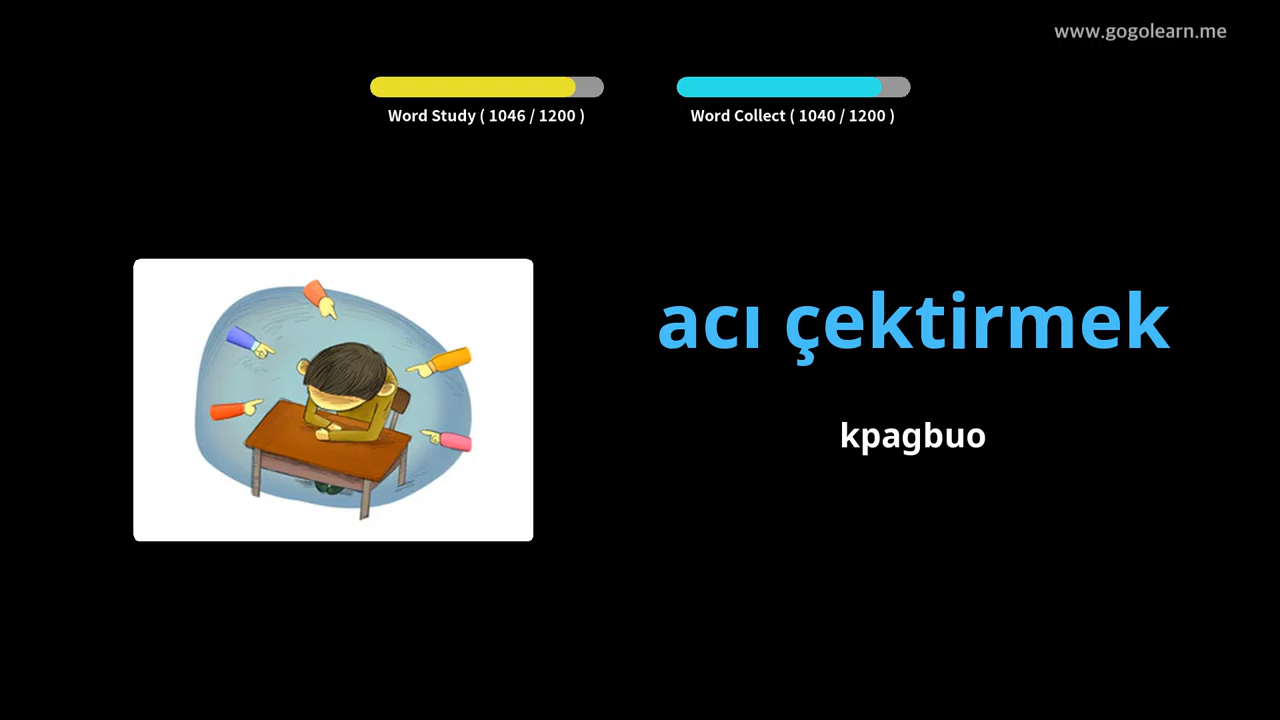 www.gogolearn.me
Word Study ( 1046 / 1200 )
Word Collect ( 1040 / 1200 )
acı çektirmek
kpagbuo